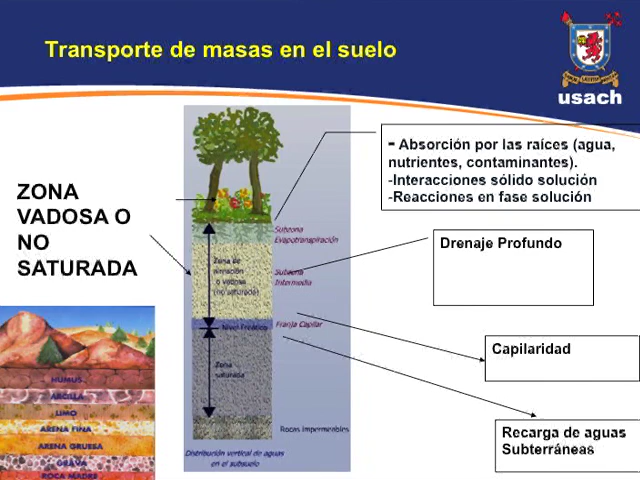 Transporte de masas en el suelo
usach
- Absorción por las raíces (agua,
nutrientes, contaminantes).
-Interacciones sólido solución
-Reacciones en fase solución
ZONA
VADOSA O
NO
SATURADA
Subzona
Evapotranspiración
Zona de
aireación
o vadosa
(no saturada)
Subzona
Intermedia
Drenaje Profundo
Nivel Freático
Franja Capilar
Capilaridad
Zona
saturada
Rocas impermeables
Recarga de aguas
Subterráneas
Distribución vertical de aguas
en el subsuelo
HUMUS
ARCILLA
LIMO
ARENA FINA
ARENA GRUESA
GRAVA
ROCA MADRE